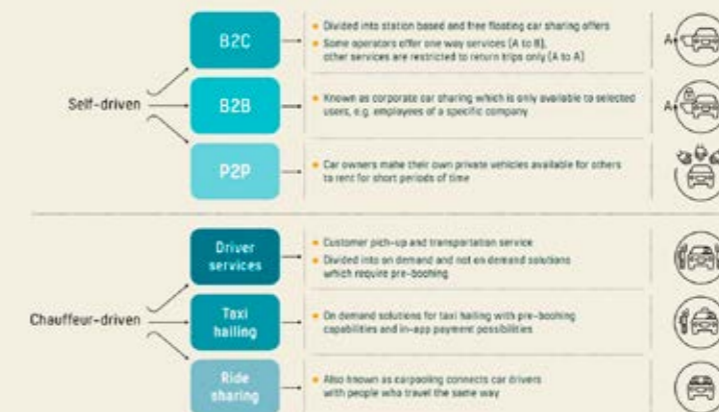 B2C
Divided into station based and free floating car sharing offers
Some operators offer one way services (A to B),
other services are restricted to return trips only (A to A)
A
Self-driven
B2B
Known as corporate car sharing which is only available to selected
users, e.g. employees of a specific company
A
P2P
Car owners make their own private vehicles available for others
to rent for short periods of time
Driver
services
Customer pick-up and transportation service
Divided into on demand and not on demand solutions
which require pre-booking
Chauffeur-driven
Taxi
hailing
On demand solutions for taxi hailing with pre-booking
capabilities and in-app payment possibilities
Ride
sharing
Also known as carpooling connects car drivers
with people who travel the same way